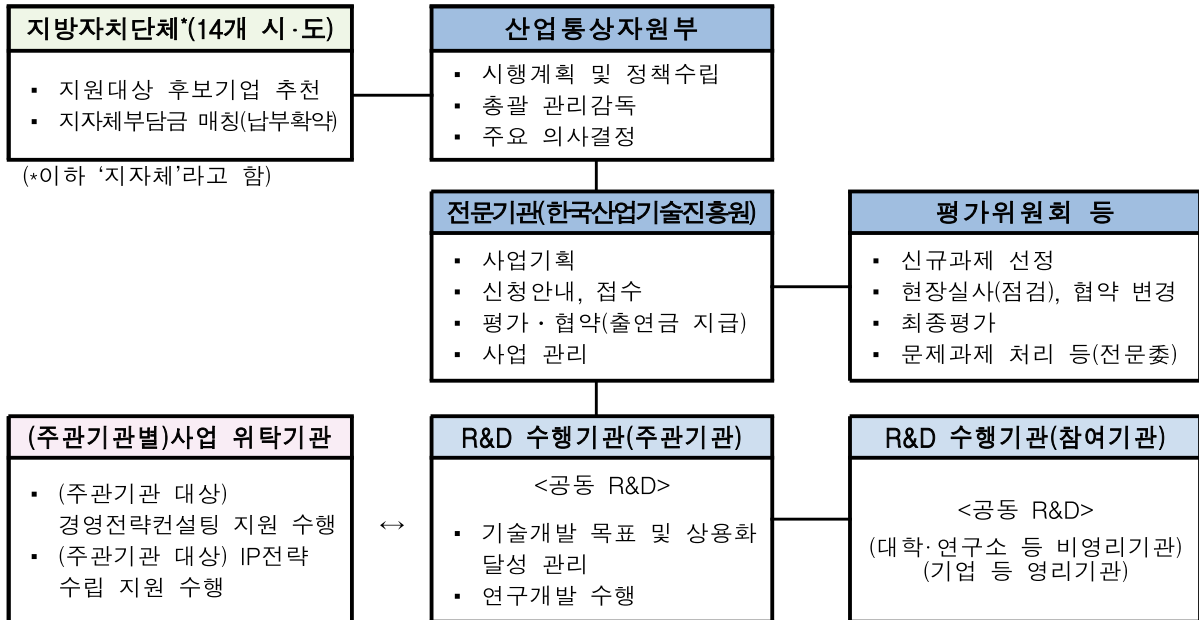 지방자치단체*(14개 시·도)
▪ 지원대상 후보기업 추천
▪ 지자체부담금 매칭(납부확약)
(*이하 ‘지자체’라고 함)
산업통상자원부
▪ 시행계획 및 정책수립
▪ 총괄 관리감독
▪ 주요 의사결정
전문기관(한국산업기술진흥원)
▪ 사업기획
▪ 신청안내, 접수
▪ 평가·협약(출연금 지급)
▪ 사업 관리
평가위원회 등
▪ 신규과제 선정
▪ 현장실사(점검), 협약 변경
▪ 최종평가
▪ 문제과제 처리 등(전문委)
(주관기관별)사업 위탁기관
▪ (주관기관 대상)
경영전략컨설팅 지원 수행
▪ (주관기관 대상) IP전략
수립 지원 수행
↔
R&D 수행기관(주관기관)
<공동 R&D>
▪ 기술개발 목표 및 상용화
달성 관리
▪ 연구개발 수행
R&D 수행기관(참여기관)
<공동 R&D>
(대학·연구소 등 비영리기관)
(기업 등 영리기관)